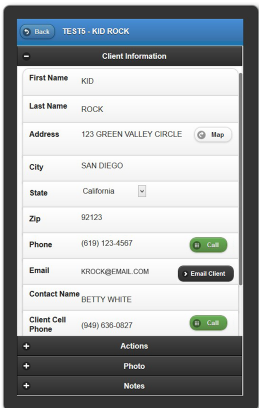 Back TEST5 - KID ROCK
Client Information
First Name KID
Last Name ROCK
Address 123 GREEN VALLEY CIRCLE Map
City SAN DIEGO
State California
Zip 92123
Phone (619) 123-4567 Call
Email KROCK@EMAIL.COM Email Client
Contact Name BETTY WHITE
Client Cell
Phone (949) 636-0827 Call
Actions
Photo
Notes